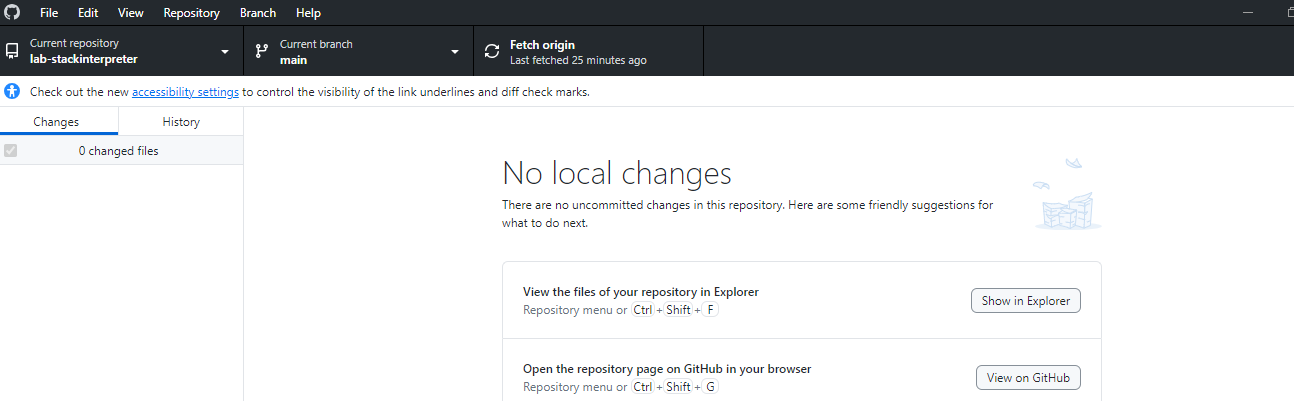 File Edit View Repository Branch Help
Current repository
lab-stackinterpreter
Current branch
main
Fetch origin
Last fetched 25 minutes ago
Check out the new accessibility settings to control the visibility of the link underlines and diff check marks.
Changes
History
0 changed files
No local changes
There are no uncommitted changes in this repository. Here are some friendly suggestions for
what to do next.
View the files of your repository in Explorer
Repository menu or Ctrl + Shift + F
Show in Explorer
Open the repository page on GitHub in your browser
Repository menu or Ctrl + Shift + G
View on GitHub